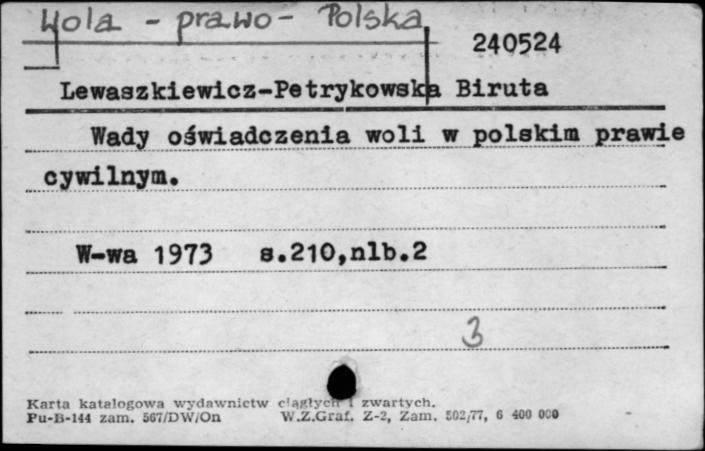 Wola - prawo - Polska
240524
Lewaszkiewicz-Petrykowska Biruta
Wady oświadczenia woli w polskim prawie
cywilnym.
W-wa 1973 s.210,nlb.2
3
Karta katalogowa wydawnictw ciągłych i zwartych.
Pu-B-144 zam. 567/DW/On W.Z.Graf. Z-2, Zam. 502/77, 6 400 000